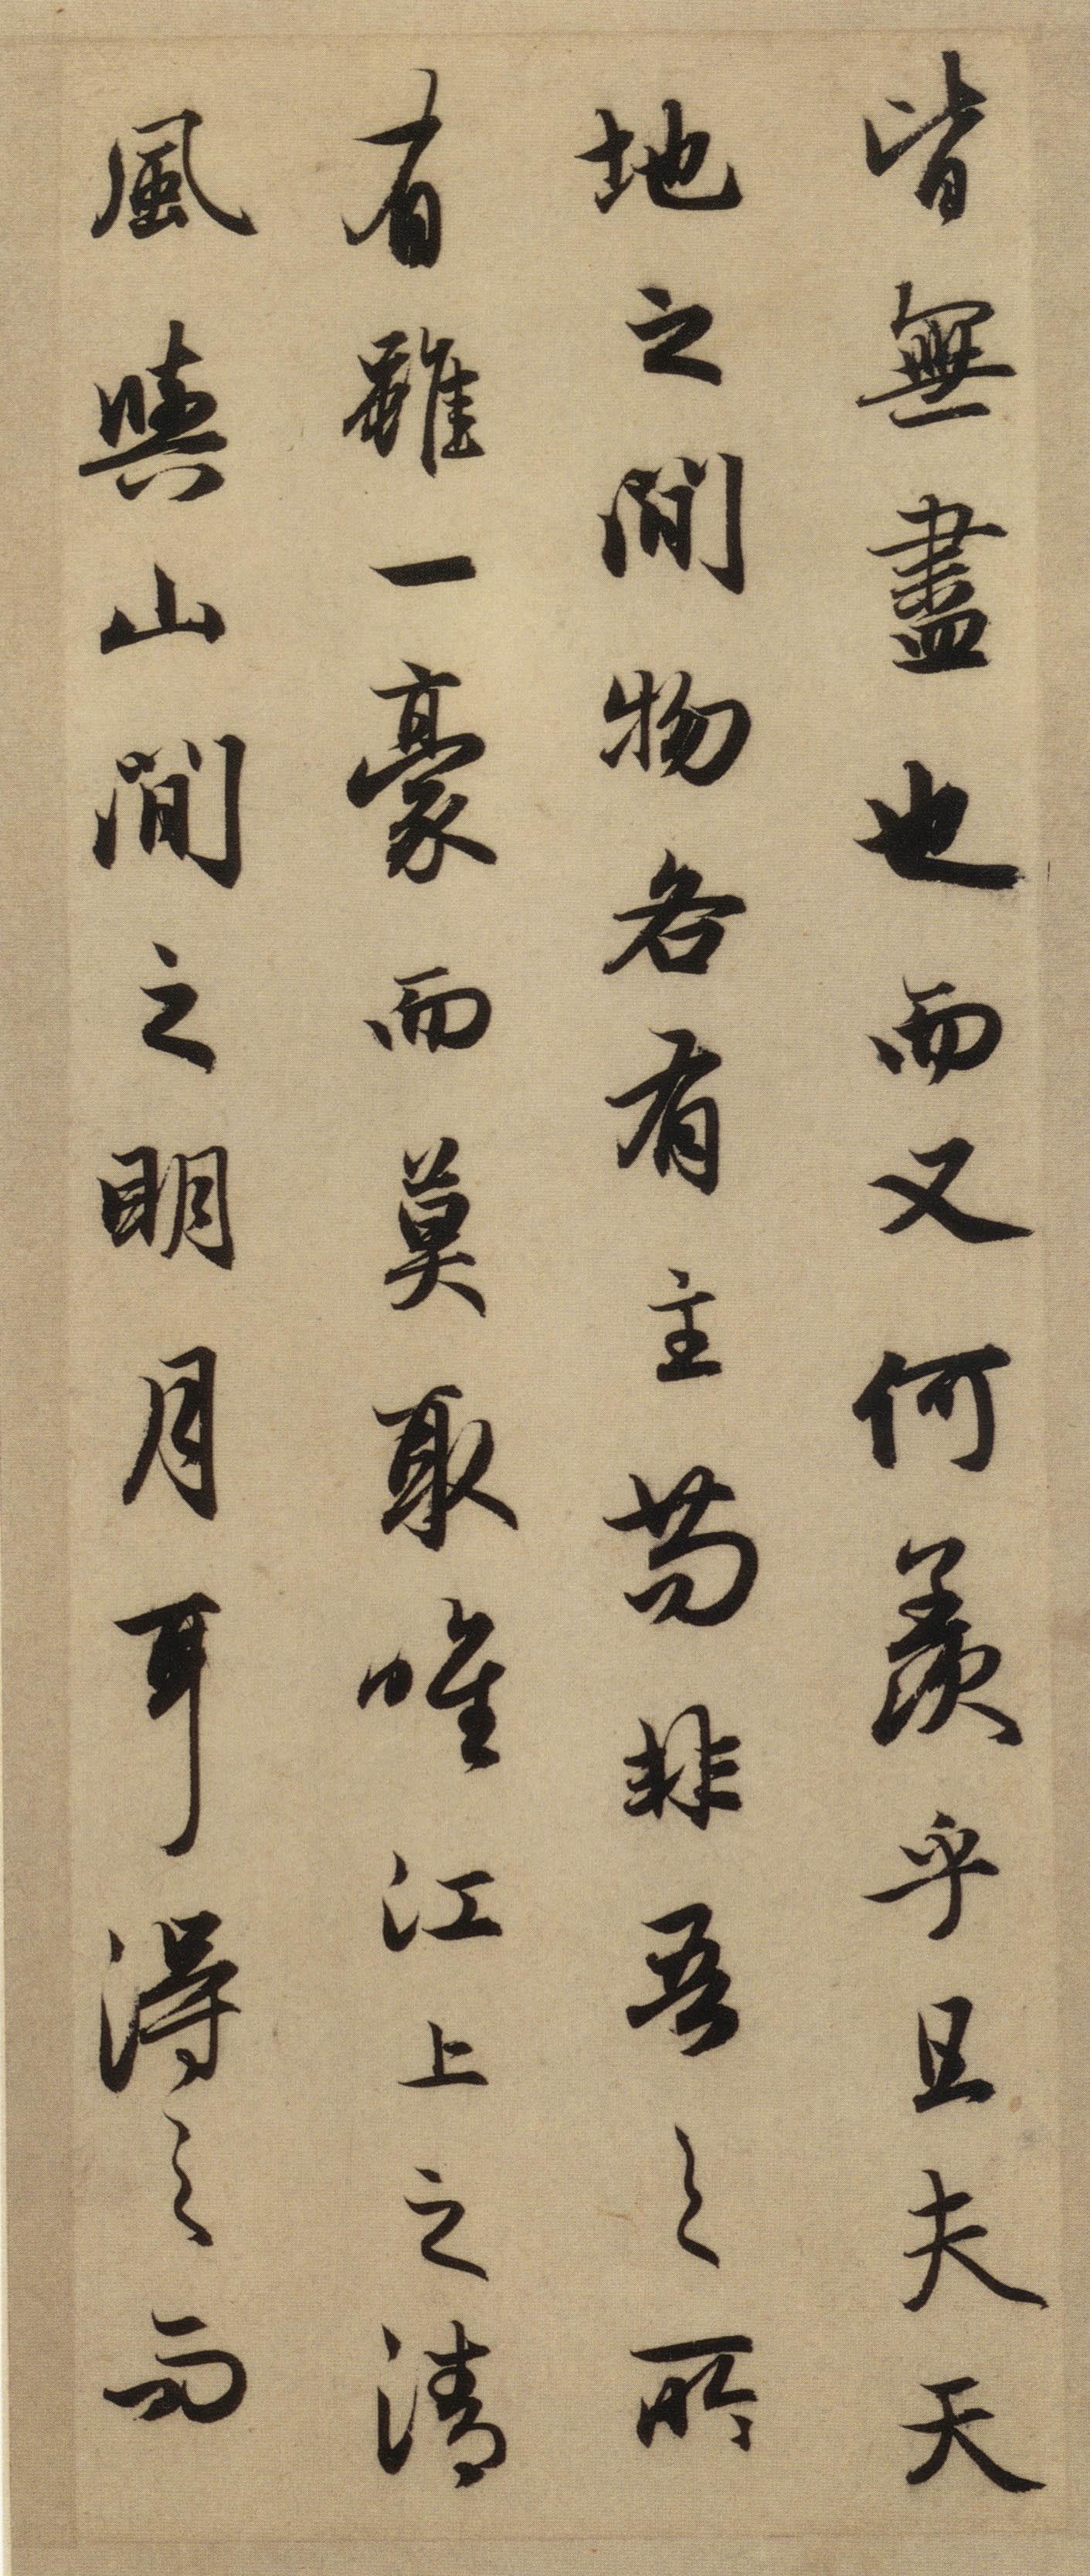 皆無盡也而又何羨乎且夫天
地之間物各有主茍非吾之所
有雖一豪而莫取唯江上之清
風與山間之明月耳得之而